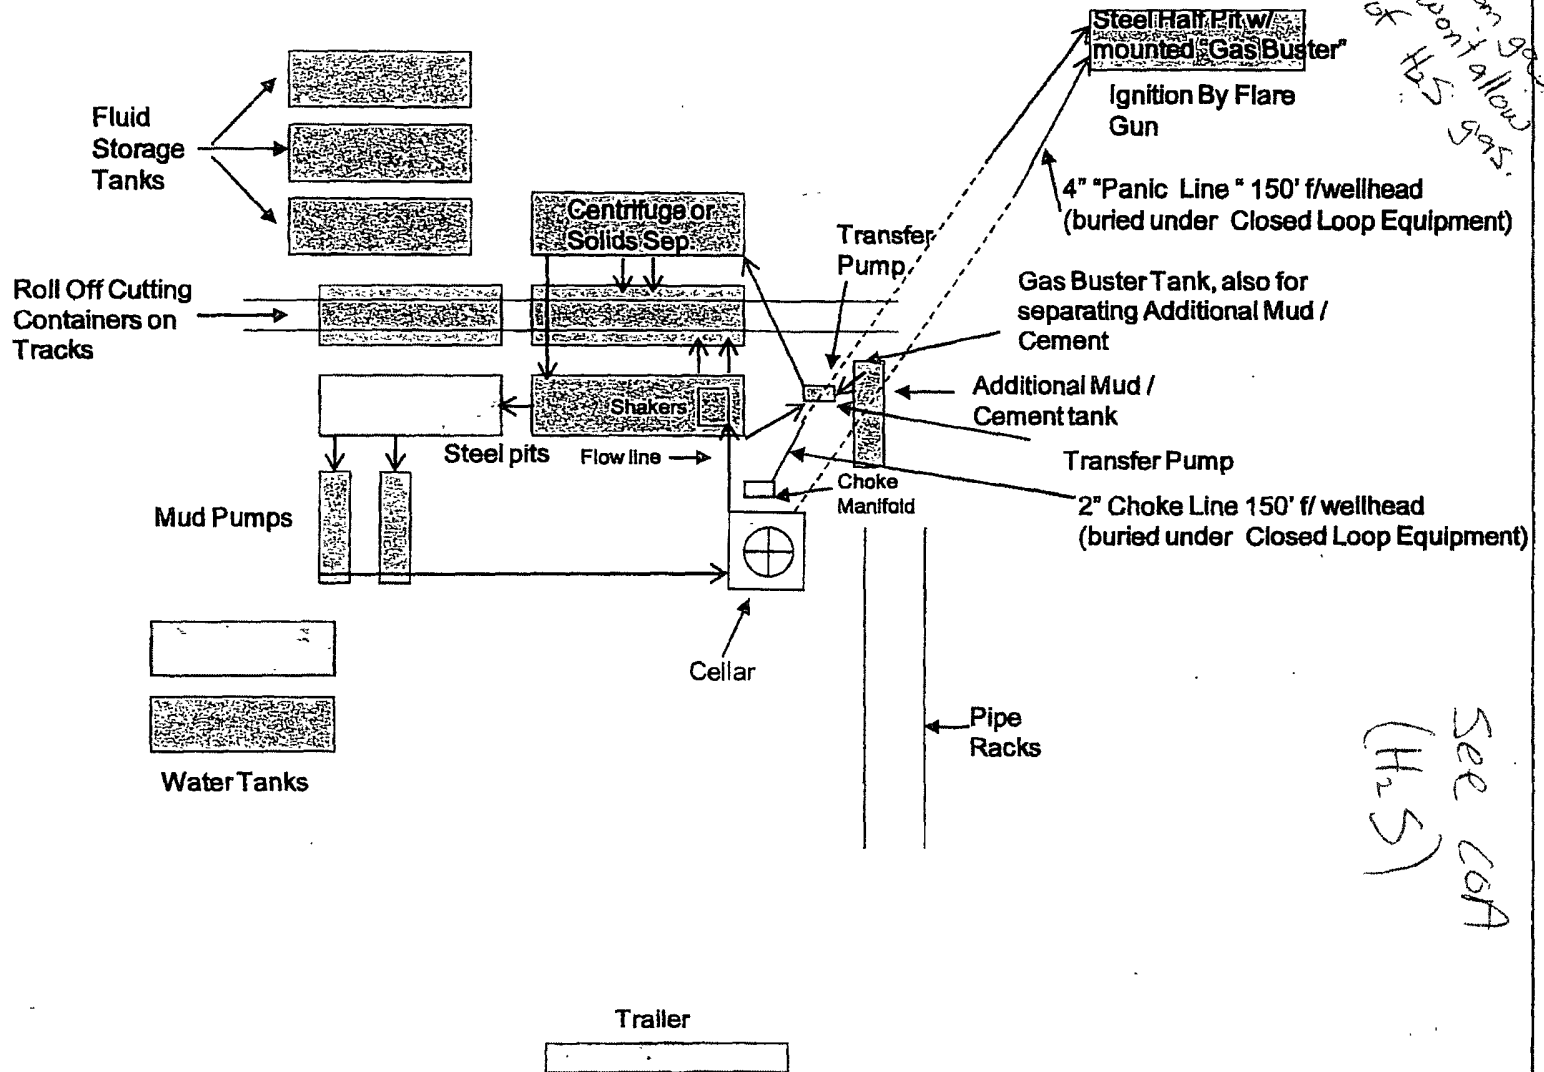 Steel Half Pit w/
mounted "Gas Buster"
Ignition By Flare
Gun
won't allow
of H2S gas.
Fluid
Storage
Tanks
4" "Panic Line " 150' f/wellhead
(buried under Closed Loop Equipment)
Centrifuge or
Solids Sep.
Transfer
Pump
Gas Buster Tank, also for
separating Additional Mud /
Cement
Roll Off Cutting
Containers on
Tracks
Additional Mud /
Cement tank
Shakers
Steel pits
Flow line
Transfer Pump
Choke
Manifold
2" Choke Line 150' f/ wellhead
(buried under Closed Loop Equipment)
Mud Pumps
Cellar
Pipe
Racks
Water Tanks
See COA
(H2S)
Trailer